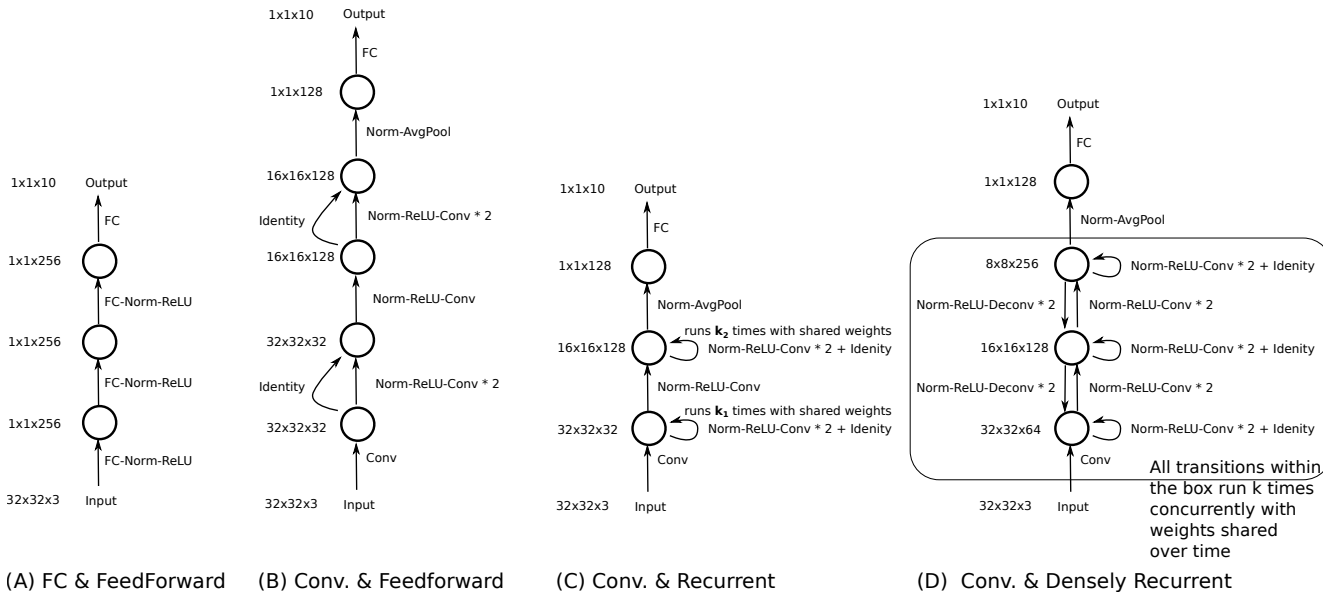 1x1x10 Output
FC
1x1x256
FC-Norm-ReLU
1x1x256
FC-Norm-ReLU
1x1x256
FC-Norm-ReLU
32x32x3 Input
(A) FC & FeedForward
1x1x10 Output
FC
1x1x128
Norm-AvgPool
16x16x128
Identity Norm-ReLU-Conv * 2
16x16x128
Norm-ReLU-Conv
32x32x32
Identity Norm-ReLU-Conv * 2
32x32x32
Conv
32x32x3 Input
(B) Conv. & Feedforward
1x1x10 Output
FC
1x1x128
Norm-AvgPool
runs k2 times with shared weights
16x16x128 Norm-ReLU-Conv * 2 + Idenity
Norm-ReLU-Conv
runs k1 times with shared weights
32x32x32 Norm-ReLU-Conv * 2 + Idenity
Conv
32x32x3 Input
(C) Conv. & Recurrent
1x1x10 Output
FC
1x1x128
Norm-AvgPool
8x8x256 Norm-ReLU-Conv * 2 + Idenity
Norm-ReLU-Deconv * 2 Norm-ReLU-Conv * 2
16x16x128 Norm-ReLU-Conv * 2 + Idenity
Norm-ReLU-Deconv * 2 Norm-ReLU-Conv * 2
32x32x64 Norm-ReLU-Conv * 2 + Idenity
Conv
32x32x3 Input
All transitions within
the box run k times
concurrently with
weights shared
over time
(D) Conv. & Densely Recurrent